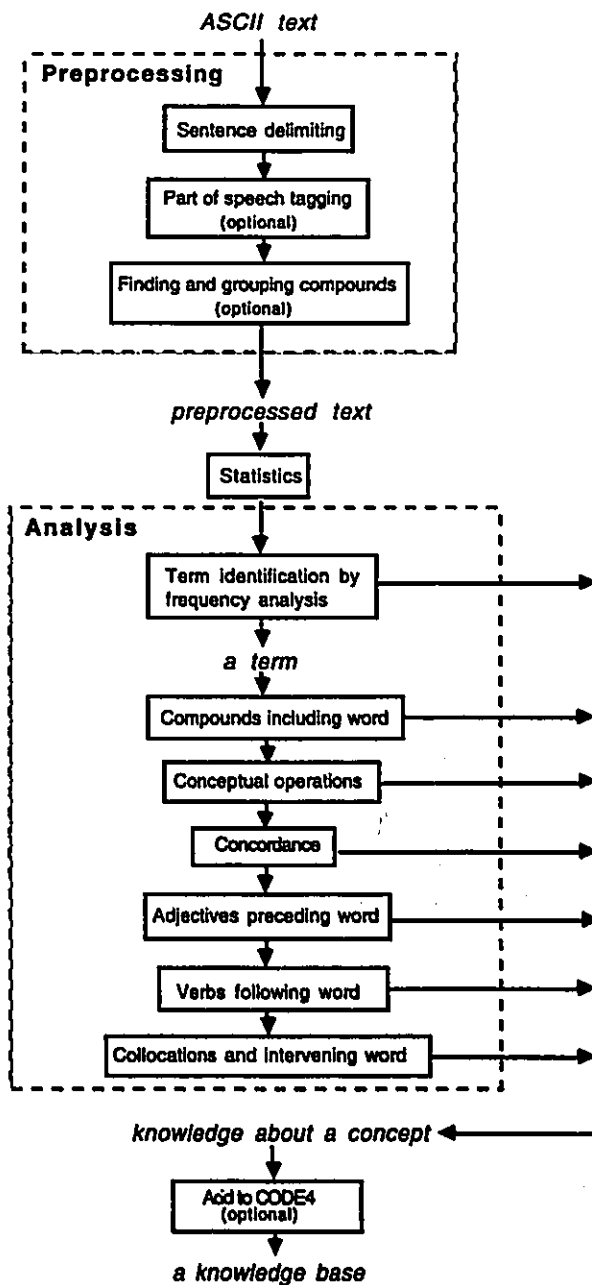 ASCII text
Preprocessing
Sentence delimiting
Part of speech tagging
(optional)
Finding and grouping compounds
(optional)
preprocessed text
Statistics
Analysis
Term identification by
frequency analysis
a term
Compounds including word
Conceptual operations
Concordance
Adjectives preceding word
Verbs following word
Collocations and intervening word
knowledge about a concept
Add to CODE4
(optional)
a knowledge base